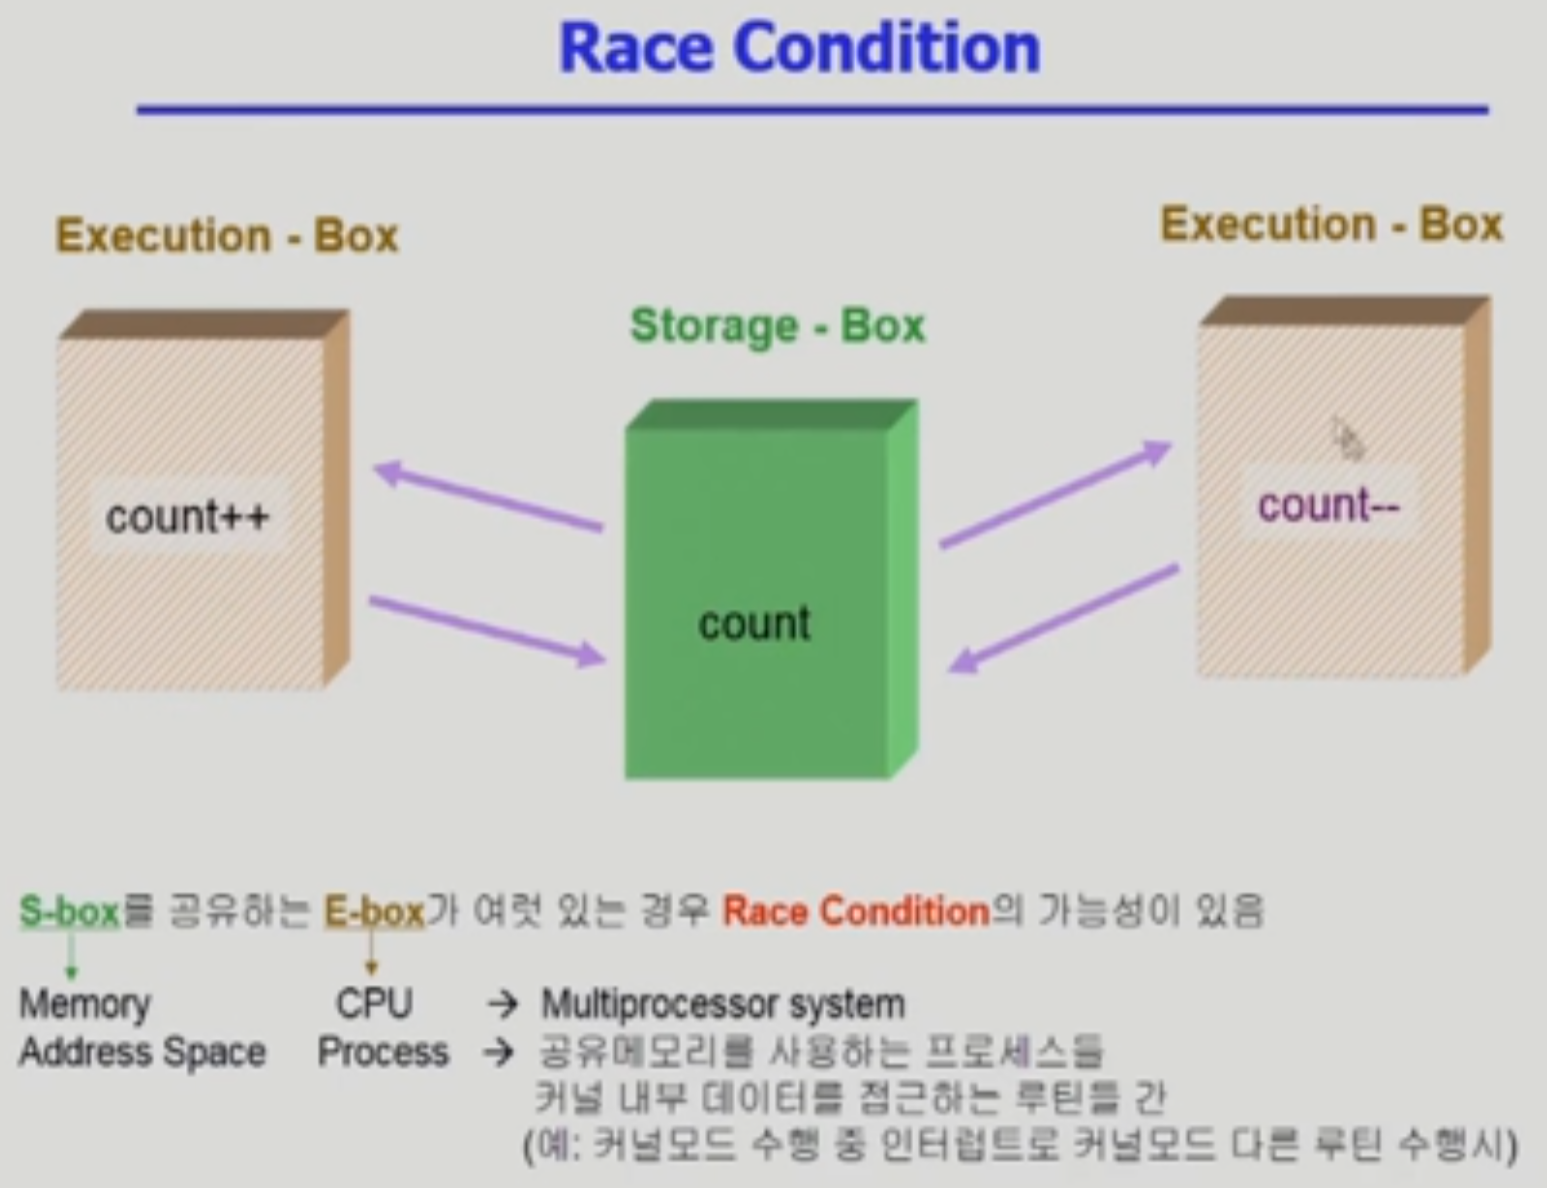 Race Condition
Execution - Box
Execution - Box
Storage - Box
count++
count--
count
S-box를 공유하는 E-box가 여럿 있는 경우 Race Condition의 가능성이 있음
Memory CPU → Multiprocessor system
Address Space Process → 공유메모리를 사용하는 프로세스들
커널 내부 데이터를 접근하는 루틴들 간
(예: 커널모드 수행 중 인터럽트로 커널모드 다른 루틴 수행시)